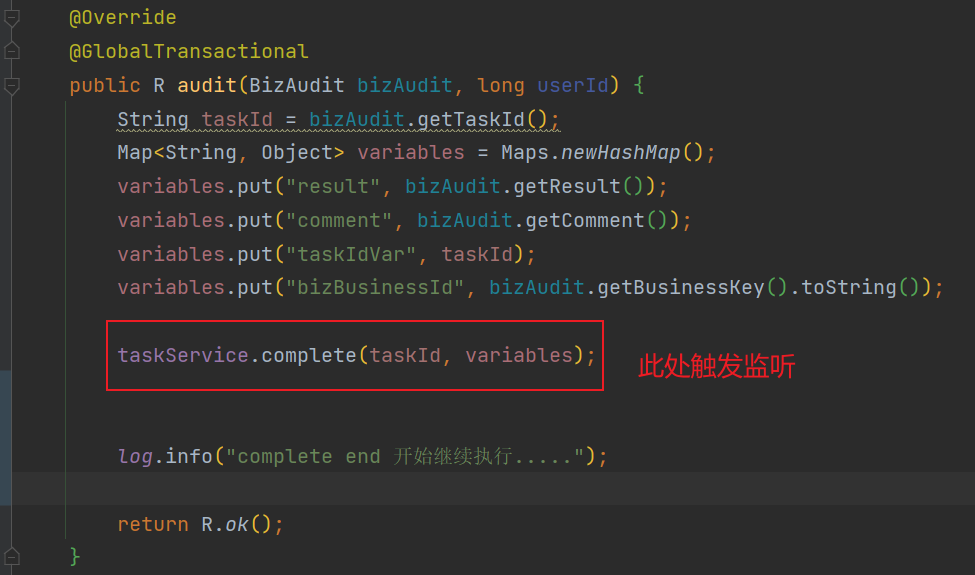 @Override
@GlobalTransactional
public R audit(BizAudit bizAudit, long userId) {
String taskId = bizAudit.getTaskId();
Map<String, Object> variables = Maps.newHashMap();
variables.put("result", bizAudit.getResult());
variables.put("comment", bizAudit.getComment());
variables.put("taskIdVar", taskId);
variables.put("bizBusinessId", bizAudit.getBusinessKey().toString());
taskService.complete(taskId, variables);
此处触发监听
log.info("complete end 开始继续执行.....");
return R.ok();
}